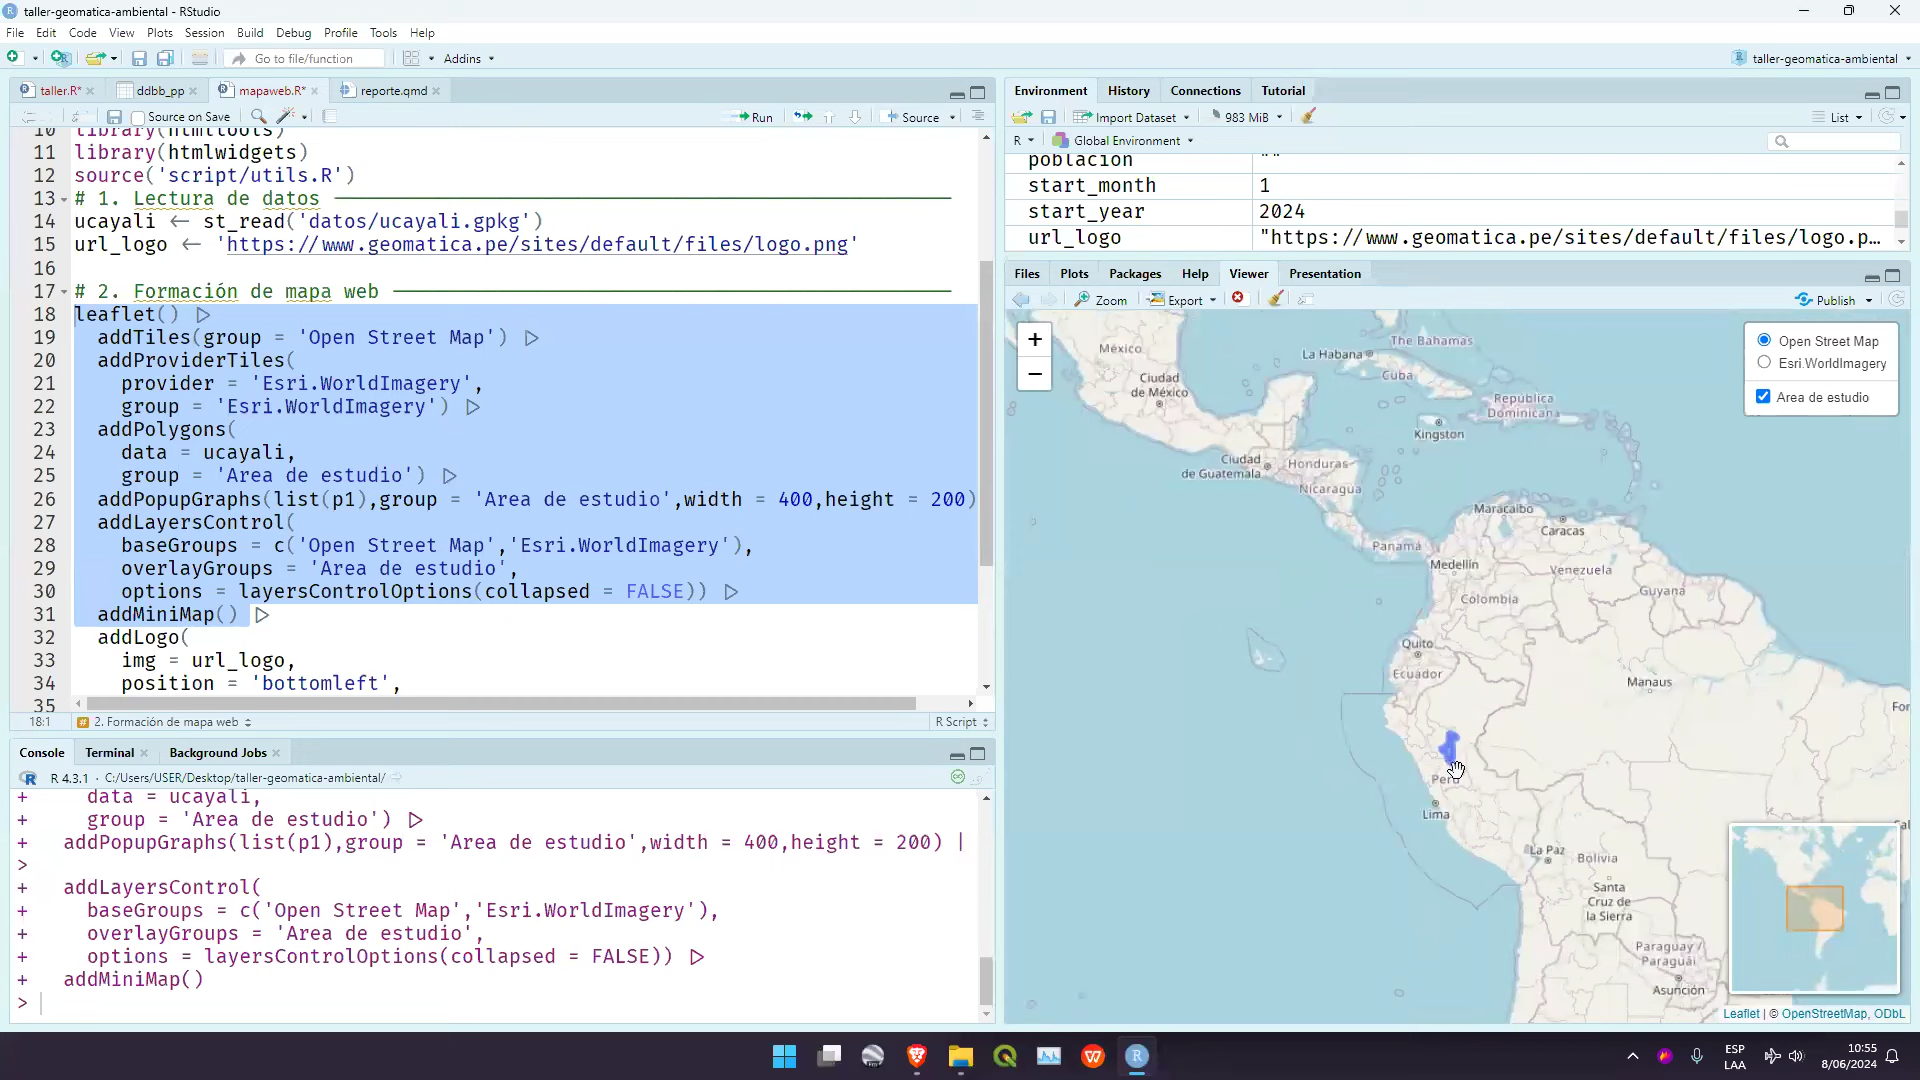 taller-geomatica-ambiental - RStudio
File Edit Code View Plots Session Build Debug Profile Tools Help
Go to file/function Addins taller-geomatica-ambiental
taller.R* ddbb_pp mapaweb.R* reporte.qmd
Source on Save Run Source
10 library(htmltools)
11 library(htmlwidgets)
12 source('script/utils.R')
13 # 1. Lectura de datos
14 ucayali ← st_read('datos/ucayali.gpkg')
15 url_logo ← 'https://www.geomatica.pe/sites/default/files/logo.png'
16
17 # 2. Formación de mapa web
18 leaflet() ▷
19 addTiles(group = 'Open Street Map') ▷
20 addProviderTiles(
21 provider = 'Esri.WorldImagery',
22 group = 'Esri.WorldImagery') ▷
23 addPolygons(
24 data = ucayali,
25 group = 'Area de estudio') ▷
26 addPopupGraphs(list(p1),group = 'Area de estudio',width = 400,height = 200)
27 addLayersControl(
28 baseGroups = c('Open Street Map','Esri.WorldImagery'),
29 overlayGroups = 'Area de estudio',
30 options = layersControlOptions(collapsed = FALSE)) ▷
31 addMiniMap() ▷
32 addLogo(
33 img = url_logo,
34 position = 'bottomleft',
35
18:1 2. Formación de mapa web R Script
Console Terminal Background Jobs
R 4.3.1 · C:/Users/USER/Desktop/taller-geomatica-ambiental/
+ data = ucayali,
+ group = 'Area de estudio') ▷
+ addPopupGraphs(list(p1),group = 'Area de estudio',width = 400,height = 200) |
>
+ addLayersControl(
+ baseGroups = c('Open Street Map','Esri.WorldImagery'),
+ overlayGroups = 'Area de estudio',
+ options = layersControlOptions(collapsed = FALSE)) ▷
+ addMiniMap()
>
Environment History Connections Tutorial
Import Dataset 983 MiB List
R Global Environment
poblacion ""
start_month 1
start_year 2024
url_logo "https://www.geomatica.pe/sites/default/files/logo.p…
Files Plots Packages Help Viewer Presentation
Zoom Export Publish
+
−
Open Street Map
Esri.WorldImagery
Area de estudio
México
The Bahamas
La Habana
Cuba
Ciudad
de México
República
Dominicana
Kingston
Ciudad
de Guatemala
Honduras
Nicaragua
Maracaibo
Caracas
Panamá
Medellín
Venezuela
Colombia
Guyana
Quito
Ecuador
Manaus
For
Perú
Lima
La Paz
Bolivia
Santa
Cruz de
la Sierra
Paraguay /
Paraguái
Asunción
Leaflet | © OpenStreetMap, ODbL
ESP
LAA
10:55
8/06/2024